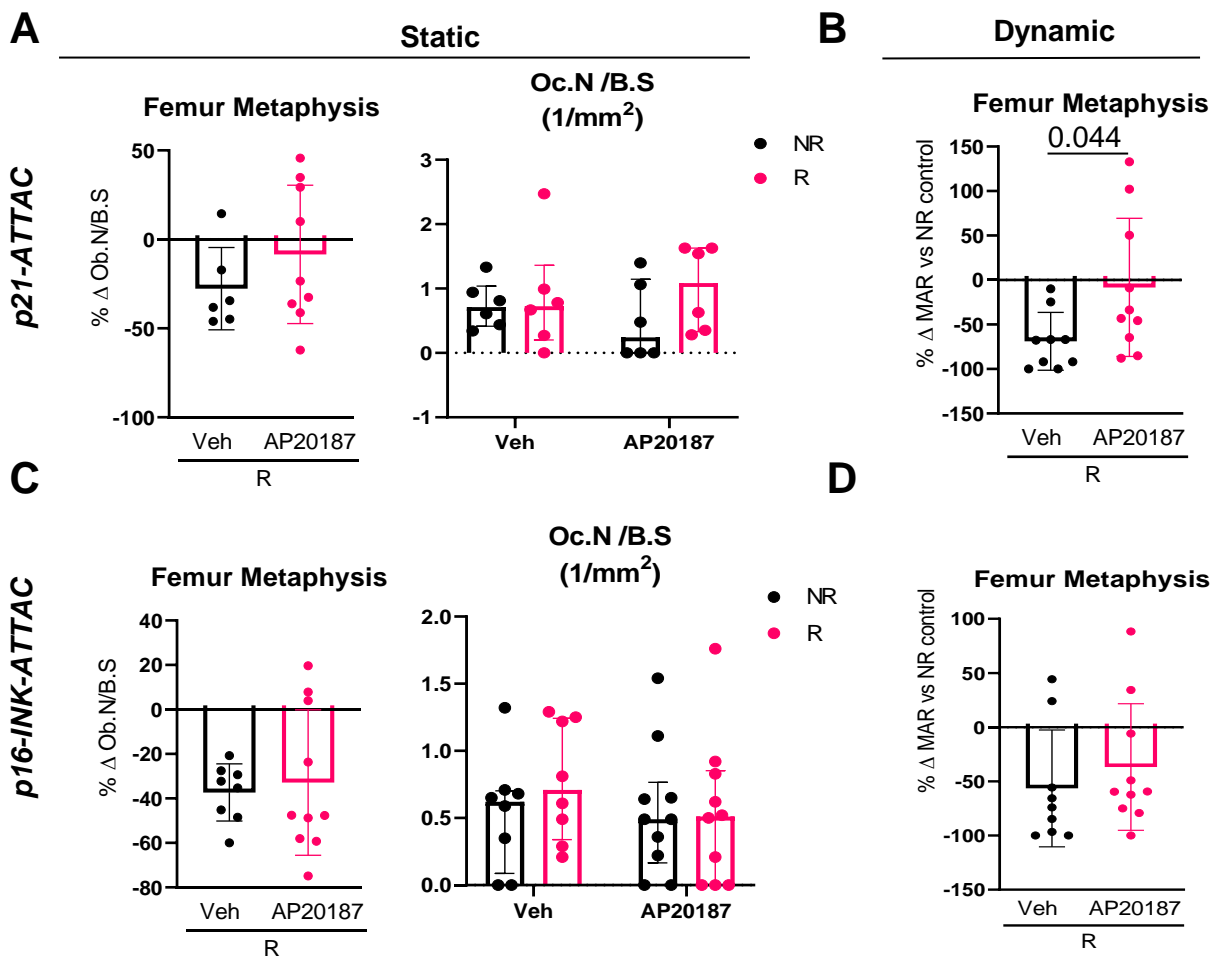 A
Static
B
Dynamic
p21-ATTAC
Femur Metaphysis
% Δ Ob.N/B.S
50
0
-50
-100
Veh
AP20187
R
Oc.N /B.S
(1/mm²)
3
2
1
0
-1
Veh
AP20187
NR
R
Femur Metaphysis
0.044
% Δ MAR vs NR control
150
100
50
0
-50
-100
-150
Veh
AP20187
R
C
D
p16-INK-ATTAC
Femur Metaphysis
% Δ Ob.N/B.S
40
20
0
-20
-40
-60
-80
Veh
AP20187
R
Oc.N /B.S
(1/mm²)
2.0
1.5
1.0
0.5
0.0
Veh
AP20187
NR
R
Femur Metaphysis
% Δ MAR vs NR control
100
50
0
-50
-100
-150
Veh
AP20187
R